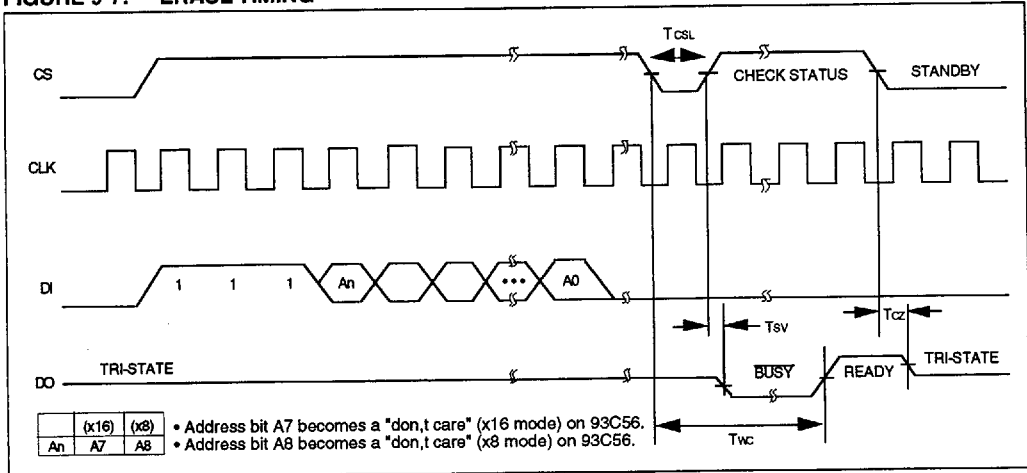 FIGURE 9-7: ERASE TIMING
TCSL
CS
CHECK STATUS
STANDBY
CLK
DI
1 1 1 An ••• A0
TSV
TCZ
DO
TRI-STATE
BUSY
READY
TRI-STATE
TWC
(x16) (x8)
An A7 A8
• Address bit A7 becomes a "don,t care" (x16 mode) on 93C56.
• Address bit A8 becomes a "don,t care" (x8 mode) on 93C56.